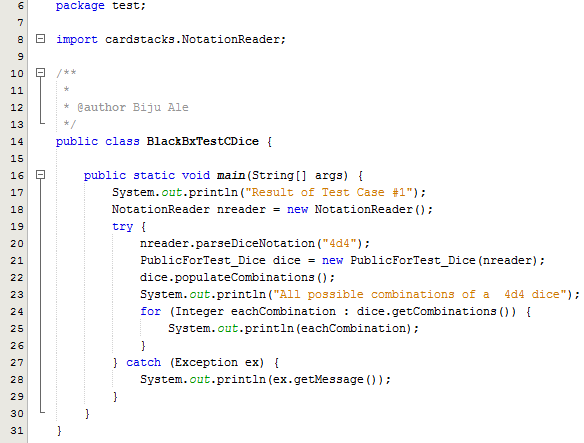 6 package test;
7
8 import cardstacks.NotationReader;
9
10 /**
11 *
12 * @author Biju Ale
13 */
14 public class BlackBxTestCDice {
15
16 public static void main(String[] args) {
17 System.out.println("Result of Test Case #1");
18 NotationReader nreader = new NotationReader();
19 try {
20 nreader.parseDiceNotation("4d4");
21 PublicForTest_Dice dice = new PublicForTest_Dice(nreader);
22 dice.populateCombinations();
23 System.out.println("All possible combinations of a  4d4 dice");
24 for (Integer eachCombination : dice.getCombinations()) {
25 System.out.println(eachCombination);
26 }
27 } catch (Exception ex) {
28 System.out.println(ex.getMessage());
29 }
30 }
31 }